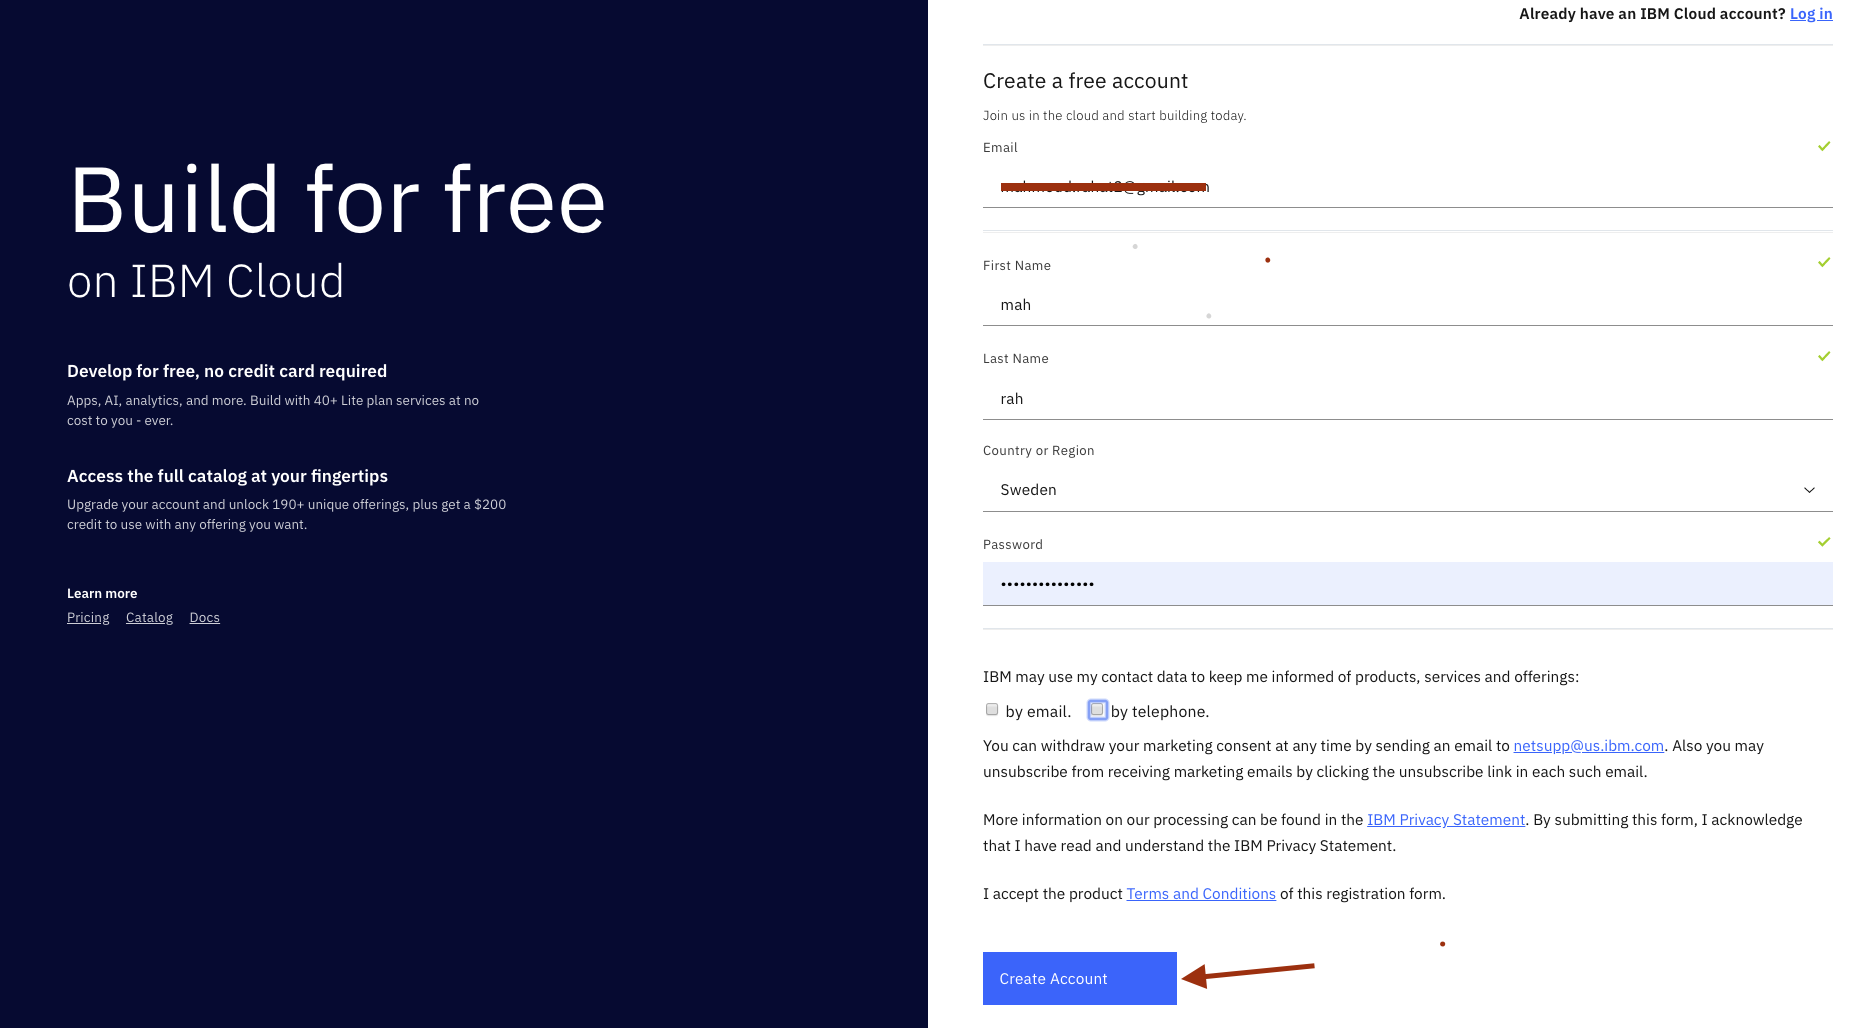 Build for free
on IBM Cloud
Develop for free, no credit card required
Apps, AI, analytics, and more. Build with 40+ Lite plan services at no
cost to you - ever.
Access the full catalog at your fingertips
Upgrade your account and unlock 190+ unique offerings, plus get a $200
credit to use with any offering you want.
Learn more
Pricing Catalog Docs
Already have an IBM Cloud account? Log in
Create a free account
Join us in the cloud and start building today.
Email
First Name
mah
Last Name
rah
Country or Region
Sweden
Password
•••••••••••••••
IBM may use my contact data to keep me informed of products, services and offerings:
by email. by telephone.
You can withdraw your marketing consent at any time by sending an email to netsupp@us.ibm.com. Also you may
unsubscribe from receiving marketing emails by clicking the unsubscribe link in each such email.
More information on our processing can be found in the IBM Privacy Statement. By submitting this form, I acknowledge
that I have read and understand the IBM Privacy Statement.
I accept the product Terms and Conditions of this registration form.
Create Account